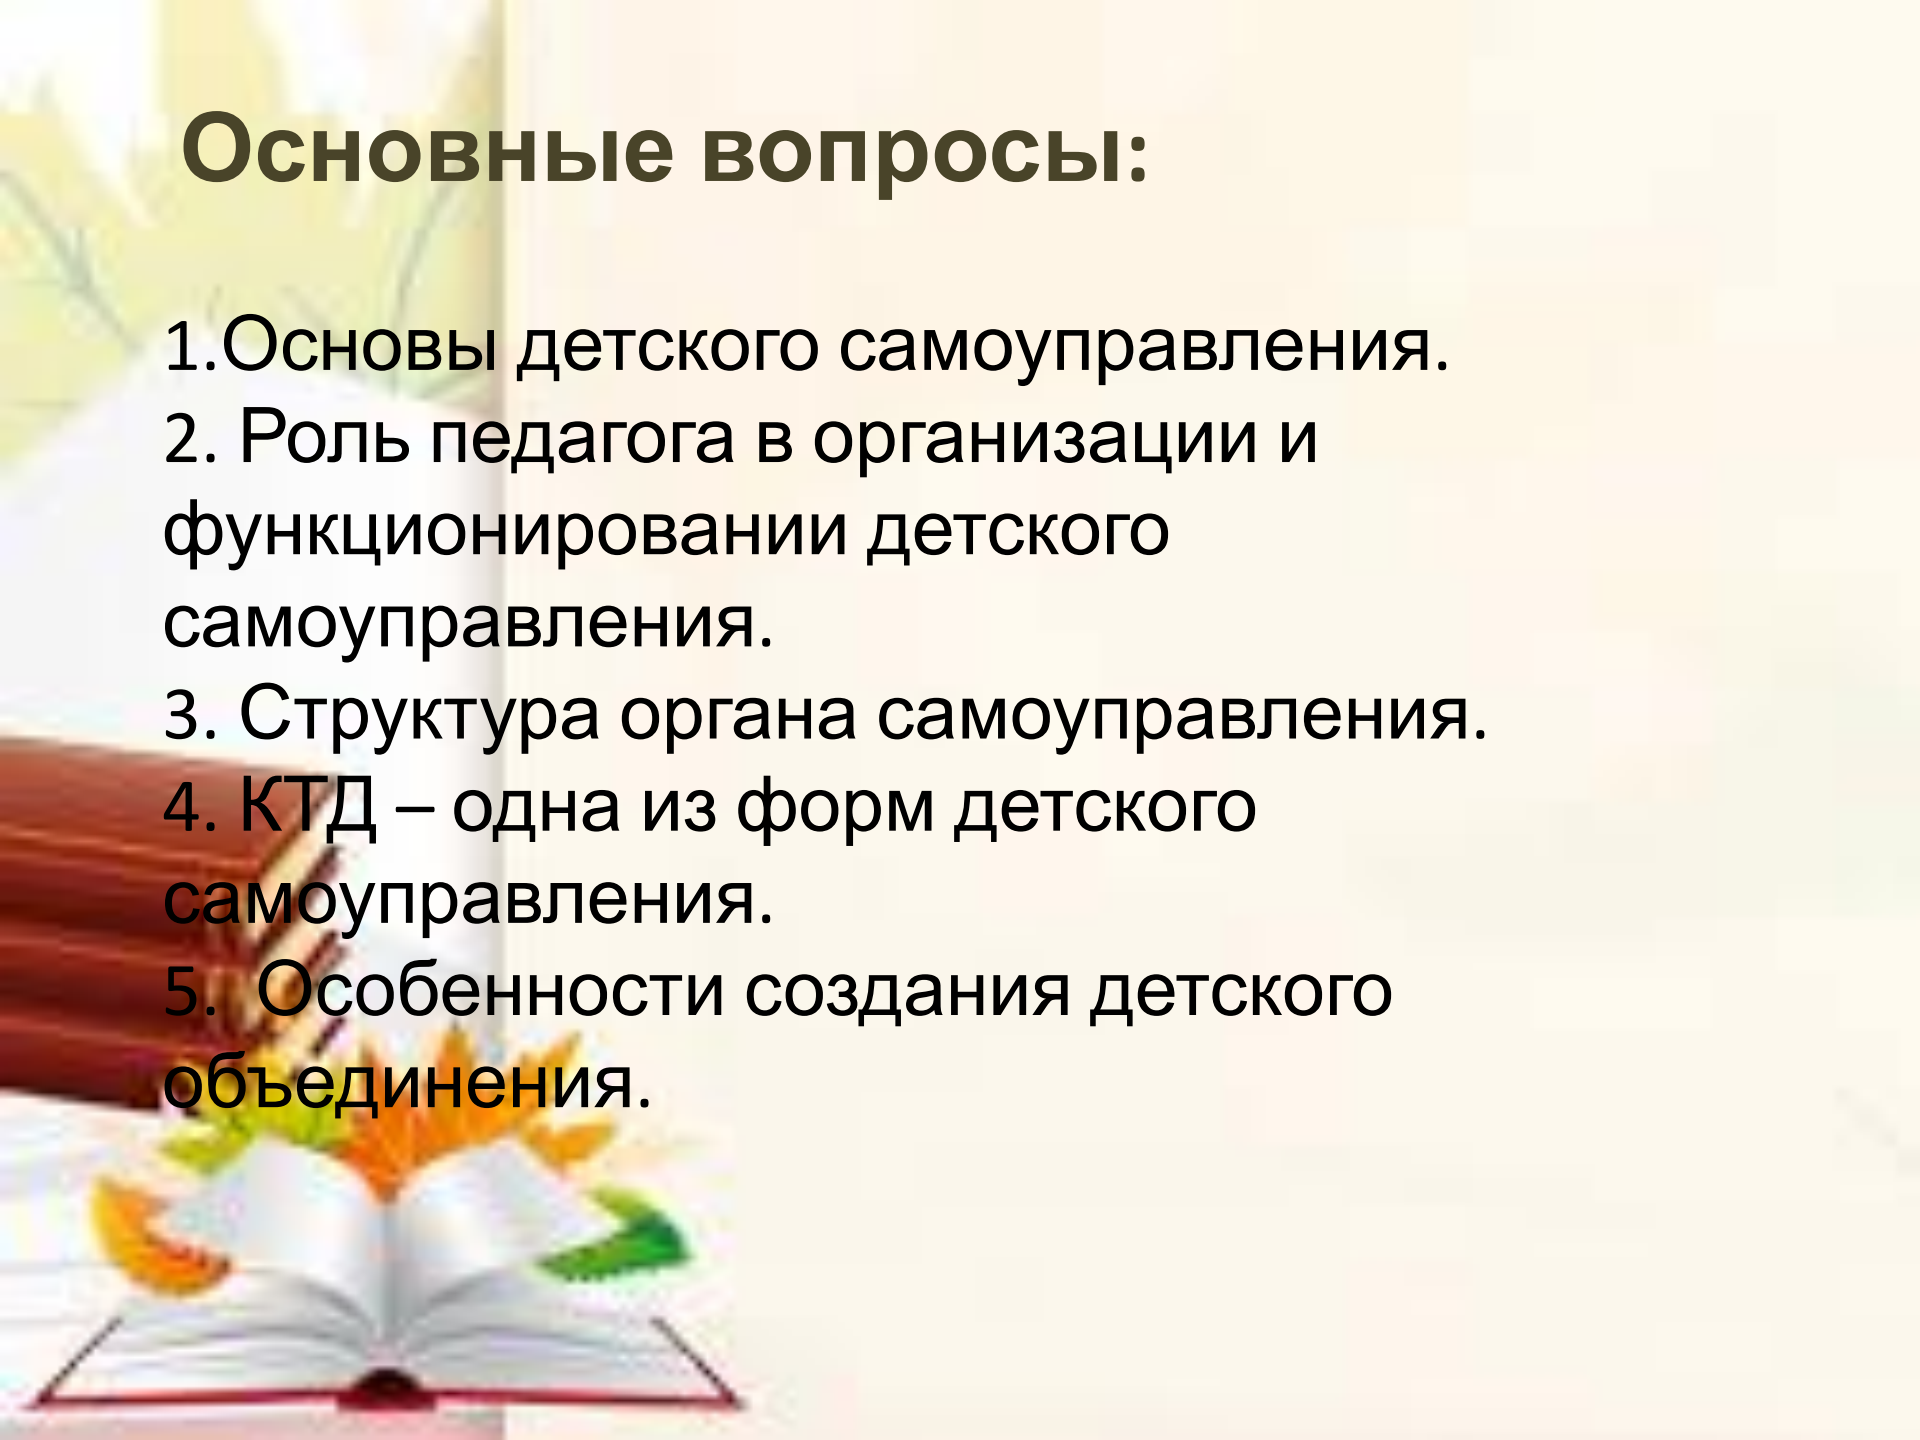 Основные вопросы:
1.Основы детского самоуправления.
2. Роль педагога в организации и
функционировании детского
самоуправления.
3. Структура органа самоуправления.
4. КТД – одна из форм детского
самоуправления.
5.  Особенности создания детского
объединения.